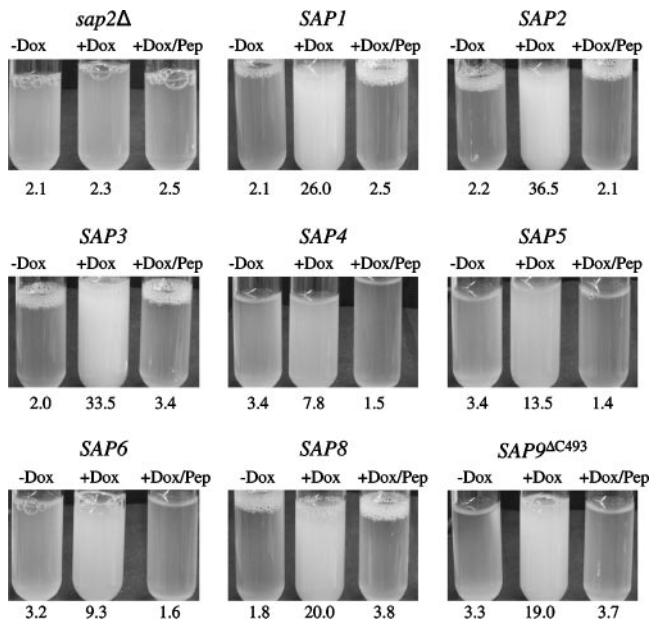 sap2Δ SAP1 SAP2
-Dox +Dox +Dox/Pep -Dox +Dox +Dox/Pep -Dox +Dox +Dox/Pep
2.1 2.3 2.5 2.1 26.0 2.5 2.2 36.5 2.1
SAP3 SAP4 SAP5
-Dox +Dox +Dox/Pep -Dox +Dox +Dox/Pep -Dox +Dox +Dox/Pep
2.0 33.5 3.4 3.4 7.8 1.5 3.4 13.5 1.4
SAP6 SAP8 SAP9ΔC493
-Dox +Dox +Dox/Pep -Dox +Dox +Dox/Pep -Dox +Dox +Dox/Pep
3.2 9.3 1.6 1.8 20.0 3.8 3.3 19.0 3.7